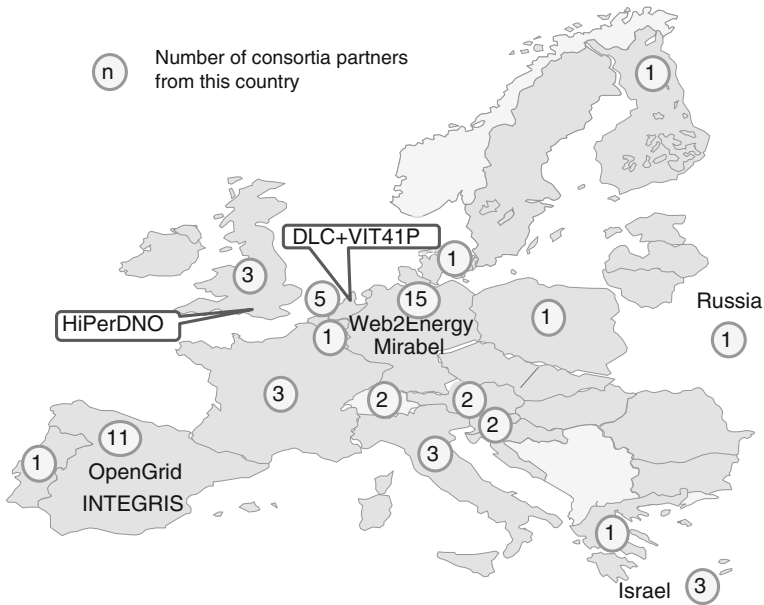 n
Number of consortia partners
from this country
1
DLC+VIT41P
1
3
5
15
HiPerDNO
Web2Energy
Mirabel
1
1
Russia
1
3
2
2
2
11
1
3
OpenGrid
INTEGRIS
1
Israel
3